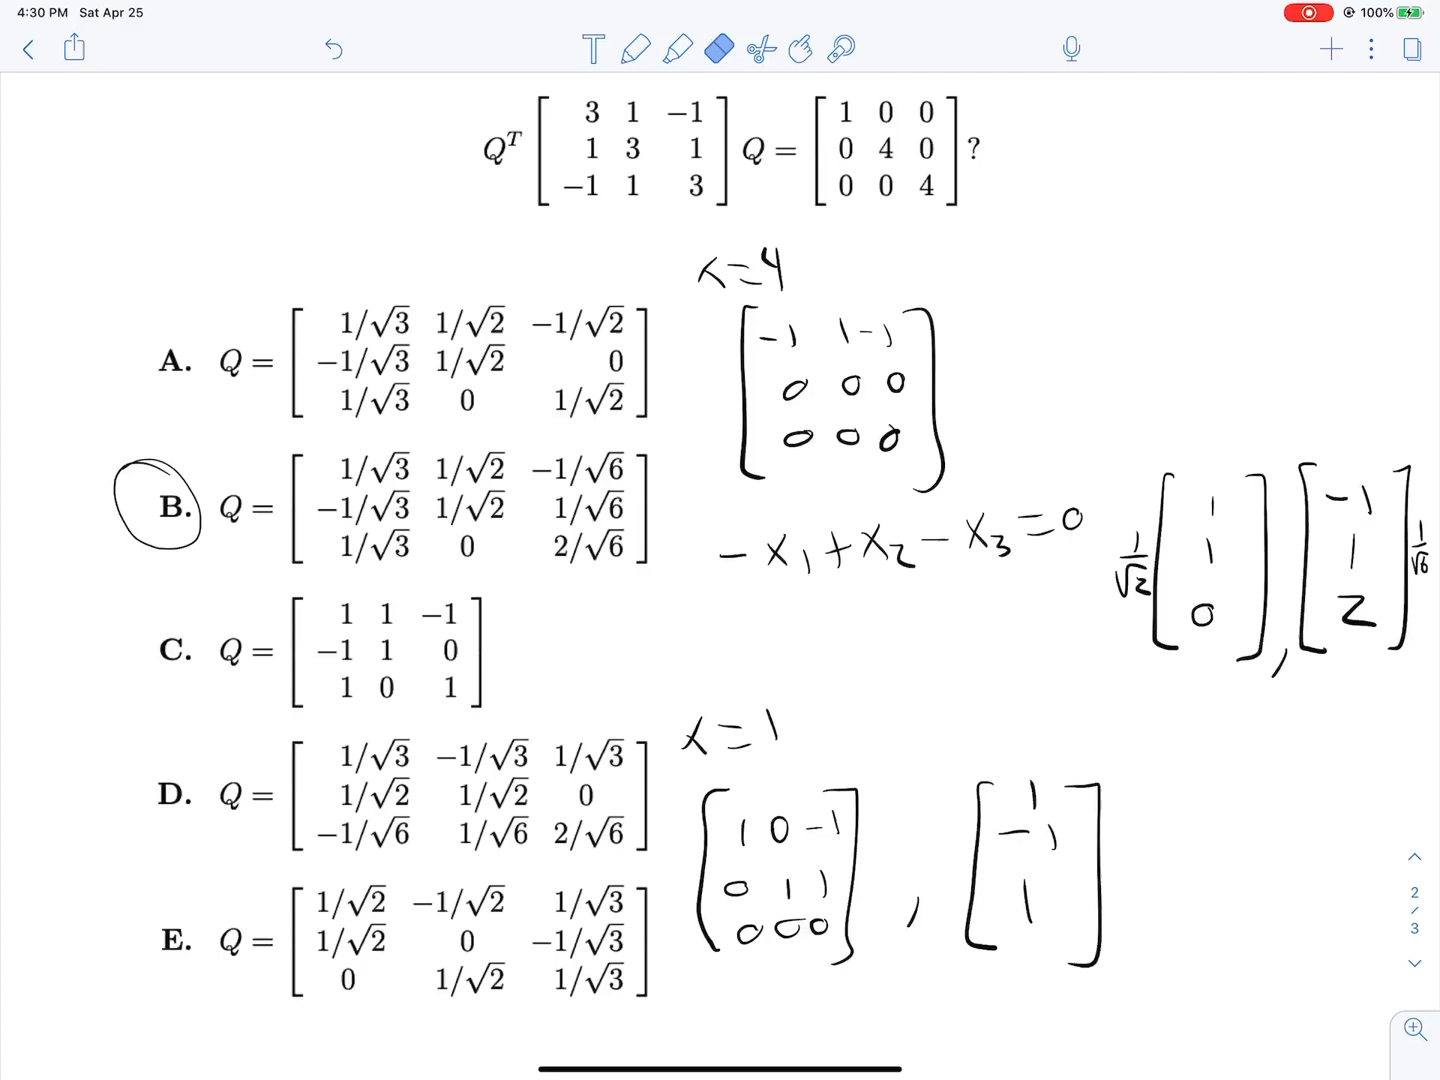 4:30 PM Sat Apr 25
100%
Q^T [ 3 1 −1 ; 1 3 1 ; −1 1 3 ] Q = [ 1 0 0 ; 0 4 0 ; 0 0 4 ] ?
x=4
[ -1 1 -1 ; 0 0 0 ; 0 0 0 ]
A. Q = [ 1/√3 1/√2 −1/√2 ; −1/√3 1/√2 0 ; 1/√3 0 1/√2 ]
B. Q = [ 1/√3 1/√2 −1/√6 ; −1/√3 1/√2 1/√6 ; 1/√3 0 2/√6 ]
-x₁+x₂-x₃=0
1/√2 [ 1 ; 1 ; 0 ] , [ -1 ; 1 ; 2 ] 1/√6
C. Q = [ 1 1 −1 ; −1 1 0 ; 1 0 1 ]
x=1
[ 1 0 -1 ; 0 1 1 ; 0 0 0 ] , [ 1 ; -1 ; 1 ]
D. Q = [ 1/√3 −1/√3 1/√3 ; 1/√2 1/√2 0 ; −1/√6 1/√6 2/√6 ]
E. Q = [ 1/√2 −1/√2 1/√3 ; 1/√2 0 −1/√3 ; 0 1/√2 1/√3 ]
2
/
3